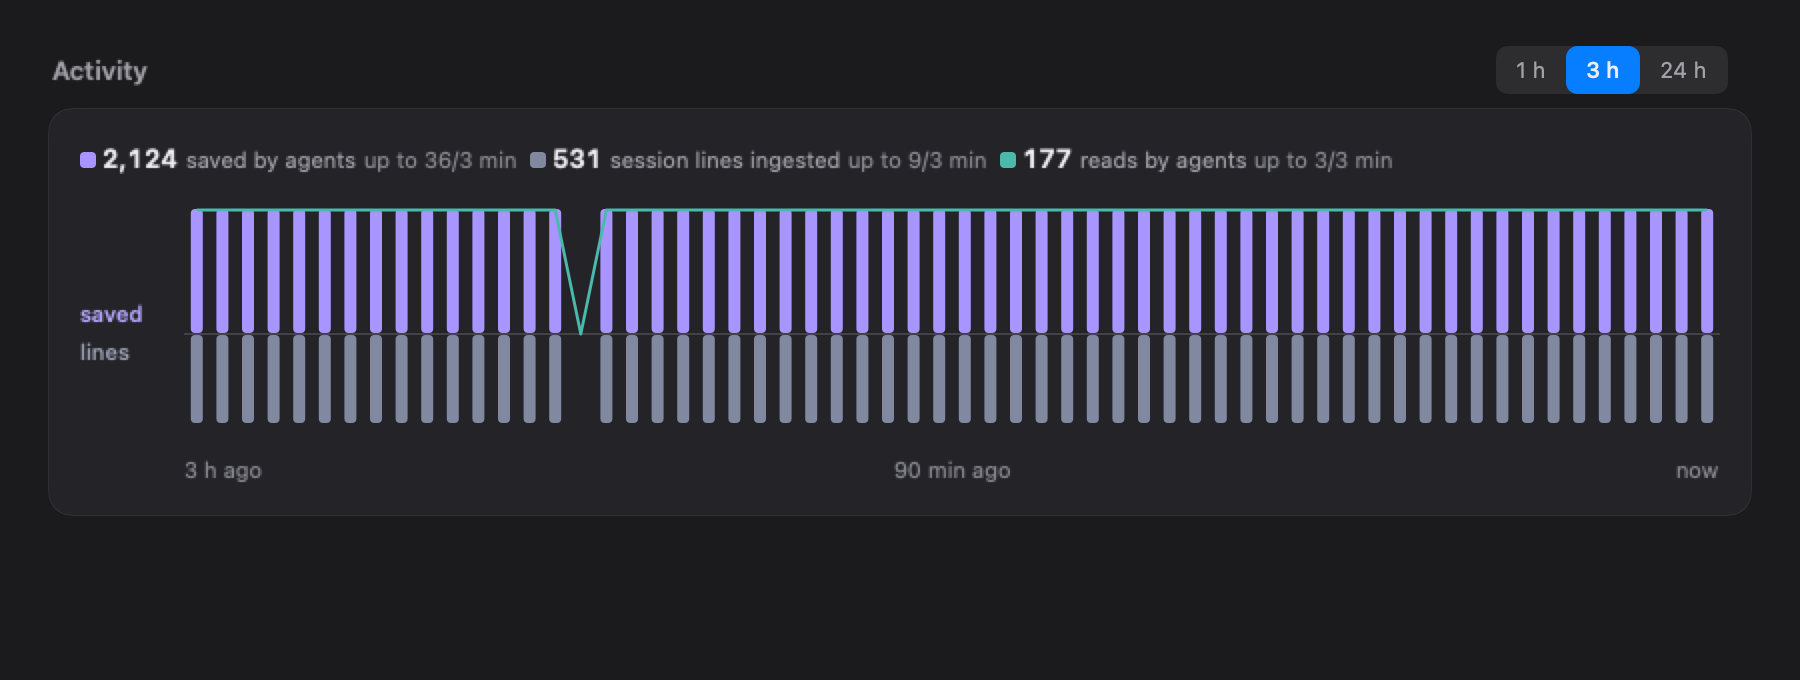 Activity
1 h 3 h 24 h
2,124 saved by agents up to 36/3 min 531 session lines ingested up to 9/3 min 177 reads by agents up to 3/3 min
saved
lines
3 h ago 90 min ago now